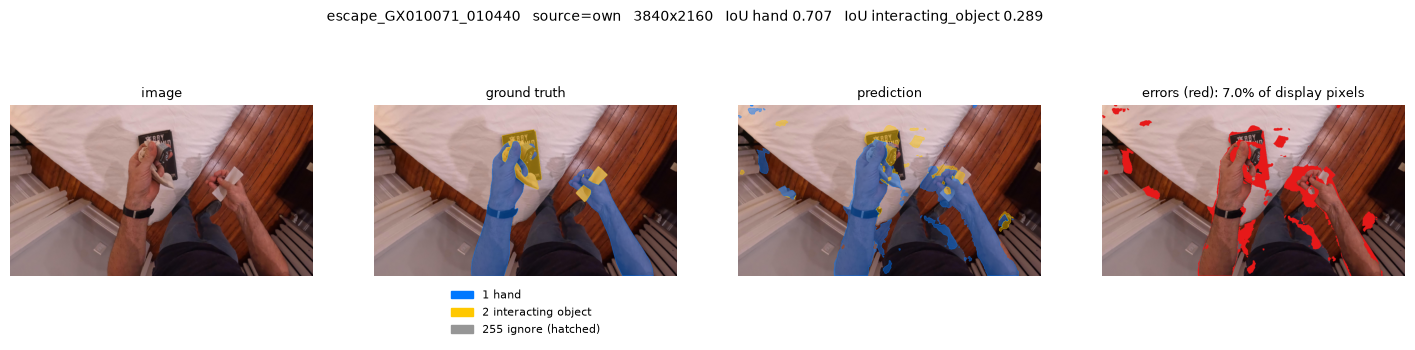 escape_GX010071_010440 source=own 3840x2160 IoU hand 0.707 IoU interacting_object 0.289
image
ground truth
prediction
errors (red): 7.0% of display pixels
1 hand
2 interacting object
255 ignore (hatched)